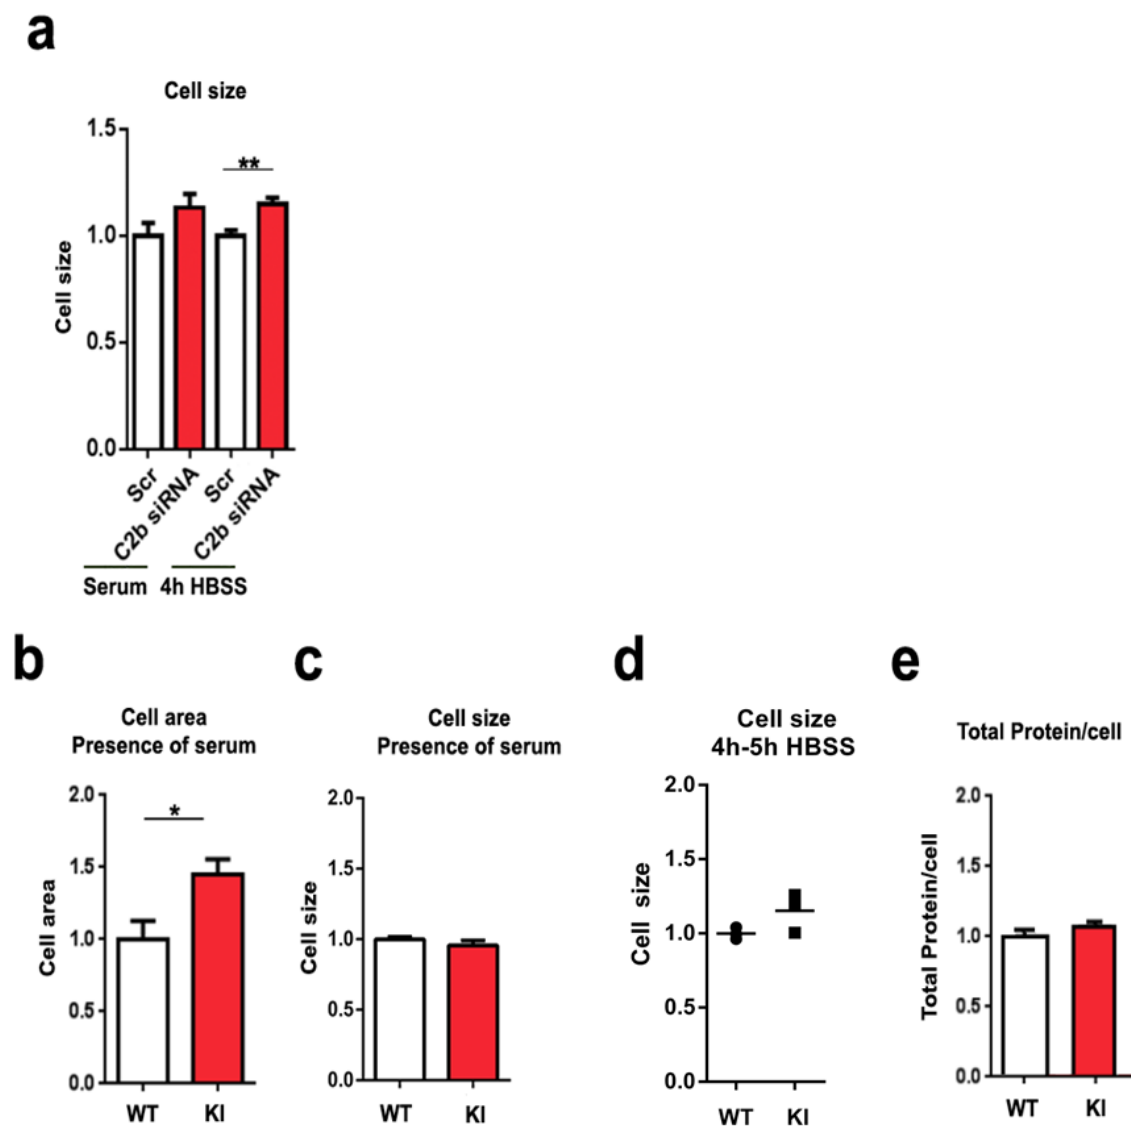 a
Cell size
1.5
**
1.0
0.5
0.0
Cell size
Scr
C2b siRNA
Scr
C2b siRNA
Serum 4h HBSS
b
Cell area
Presence of serum
2.0
*
1.5
1.0
0.5
0.0
Cell area
WT KI
c
Cell size
Presence of serum
2.0
1.5
1.0
0.5
0.0
Cell size
WT KI
d
Cell size
4h-5h HBSS
2.0
1.5
1.0
0.5
0.0
Cell size
WT KI
e
Total Protein/cell
2.0
1.5
1.0
0.5
0.0
Total Protein/cell
WT KI